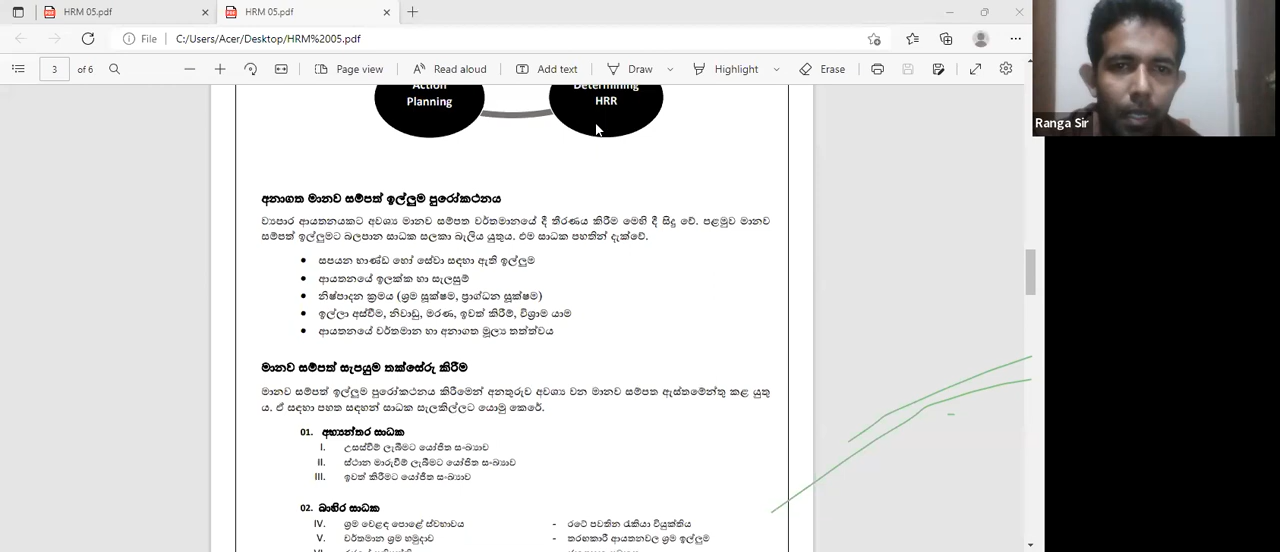 HRM 05.pdf
HRM 05.pdf
File
C:/Users/Acer/Desktop/HRM%2005.pdf
3 of 6
Page view
Read aloud
Add text
Draw
Highlight
Erase
Action
Planning
Determining
HRR
Ranga Sir
අනාගත මානව සම්පත් ඉල්ලුම පුරෝකථනය
ව්‍යාපාර ආයතනයකට අවශ්‍ය මානව සම්පත වර්තමානයේ දී තීරණය කිරීම මෙහි දී සිදු වේ. පළමුව මානව
සම්පත් ඉල්ලුමට බලපාන සාධක සලකා බැලිය යුතුය. එම සාධක පහතින් දැක්වේ.
• සපයන භාණ්ඩ හෝ සේවා සඳහා ඇති ඉල්ලුම
• ආයතනයේ ඉලක්ක හා සැලසුම්
• නිෂ්පාදන ක්‍රමය (ශ්‍රම සූක්ෂම, ප්‍රාග්ධන සූක්ෂම)
• ඉල්ලා අස්වීම්, නිවාඩු, මරණ, ඉවත් කිරීම්, විශ්‍රාම යාම
• ආයතනයේ වර්තමාන හා අනාගත මූල්‍ය තත්ත්වය
මානව සම්පත් සැපයුම තක්සේරු කිරීම
මානව සම්පත් ඉල්ලුම පුරෝකථනය කිරීමෙන් අනතුරුව අවශ්‍ය වන මානව සම්පත ඇස්තමේන්තු කළ යුතු
ය. ඒ සඳහා පහත සඳහන් සාධක සැලකිල්ලට යොමු කෙරේ.
01. අභ්‍යන්තර සාධක
I. උසස්වීම් ලැබීමට යෝජිත සංඛ්‍යාව
II. ස්ථාන මාරුවීම් ලැබීමට යෝජිත සංඛ්‍යාව
III. ඉවත් කිරීමට යෝජිත සංඛ්‍යාව
02. බාහිර සාධක
IV. ශ්‍රම වෙළඳ පොළේ ස්වභාවය - රටේ පවතින රැකියා වියුක්තිය
V. වර්තමාන ශ්‍රම හමුදාව - තරඟකාරී ආයතනවල ශ්‍රම ඉල්ලුම